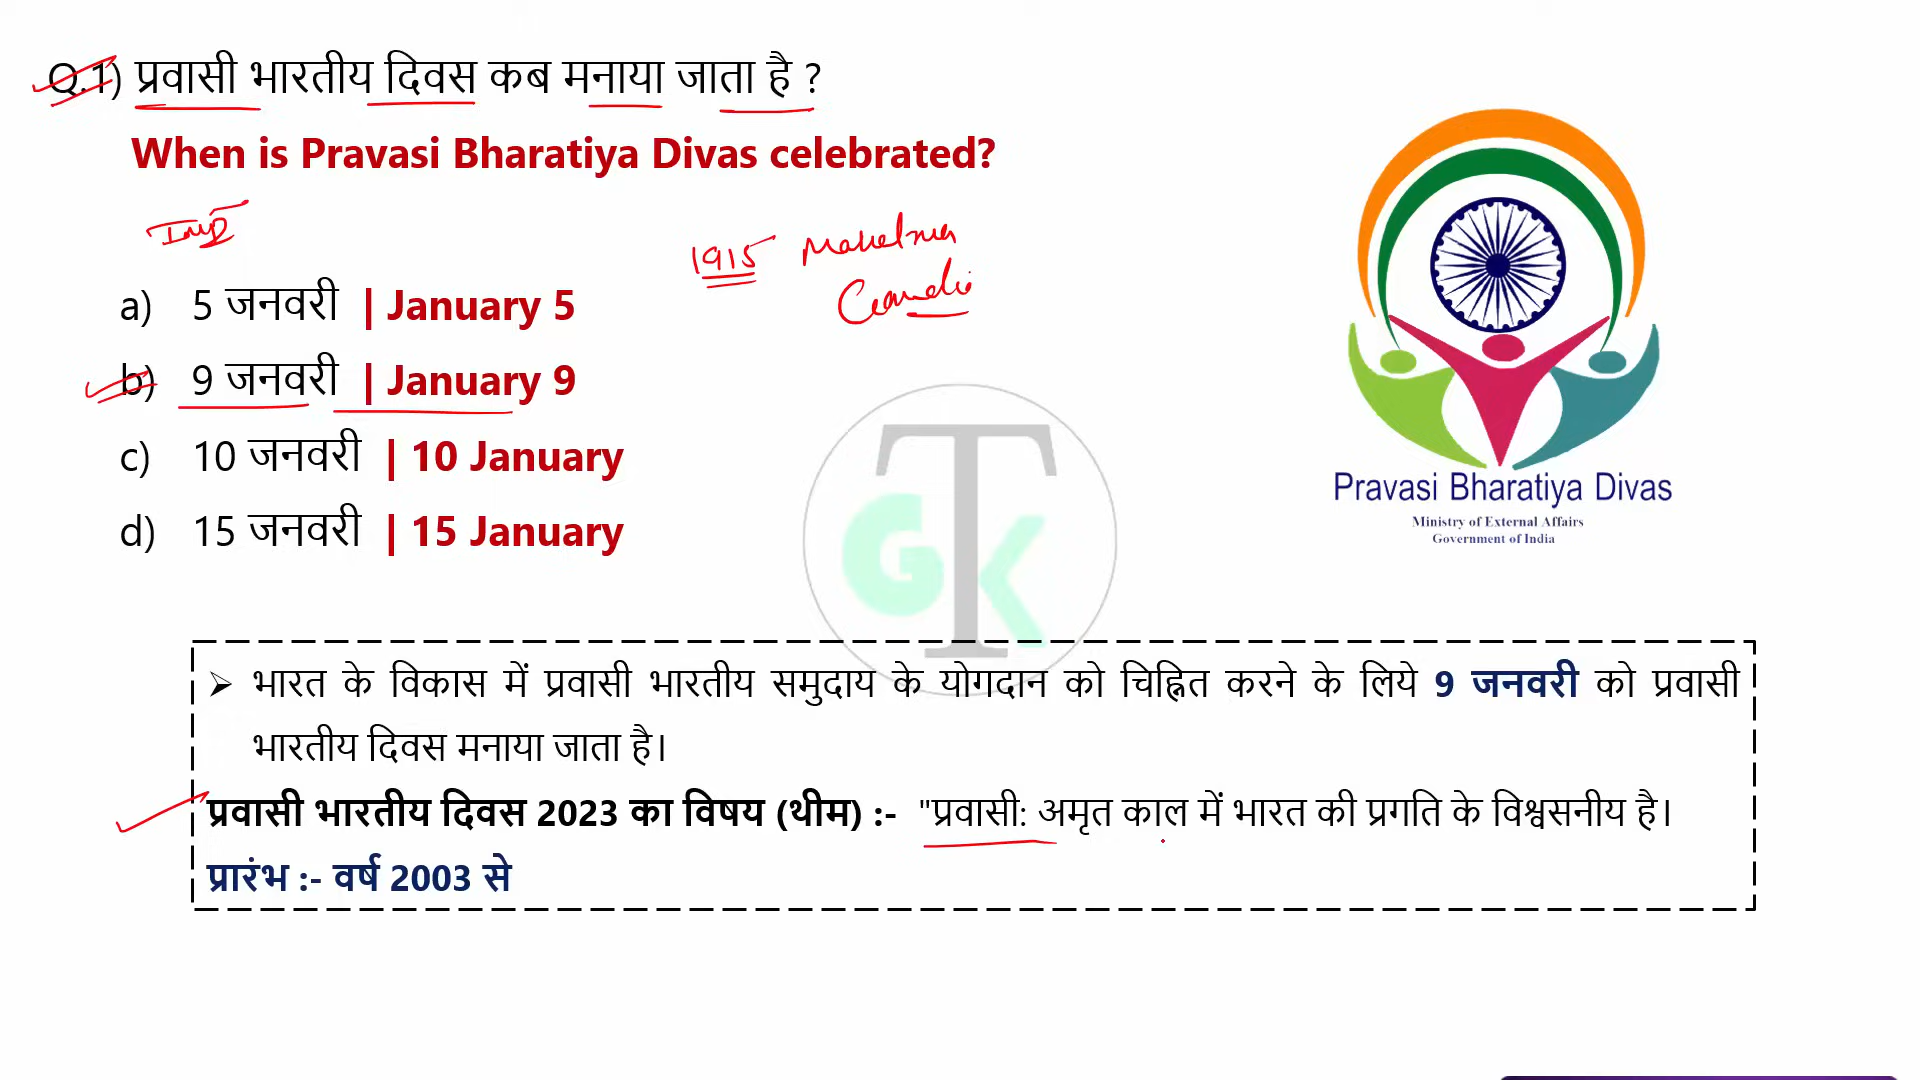 Q.1) प्रवासी भारतीय दिवस कब मनाया जाता है ?
When is Pravasi Bharatiya Divas celebrated?
Imp
1915 Mahatma
Gandhi
a) 5 जनवरी | January 5
b) 9 जनवरी | January 9
c) 10 जनवरी | 10 January
d) 15 जनवरी | 15 January
Pravasi Bharatiya Divas
Ministry of External Affairs
Government of India
GTK
➢ भारत के विकास में प्रवासी भारतीय समुदाय के योगदान को चिह्नित करने के लिये 9 जनवरी को प्रवासी
भारतीय दिवस मनाया जाता है।
प्रवासी भारतीय दिवस 2023 का विषय (थीम) :- "प्रवासी: अमृत काल में भारत की प्रगति के विश्वसनीय है।
प्रारंभ :- वर्ष 2003 से